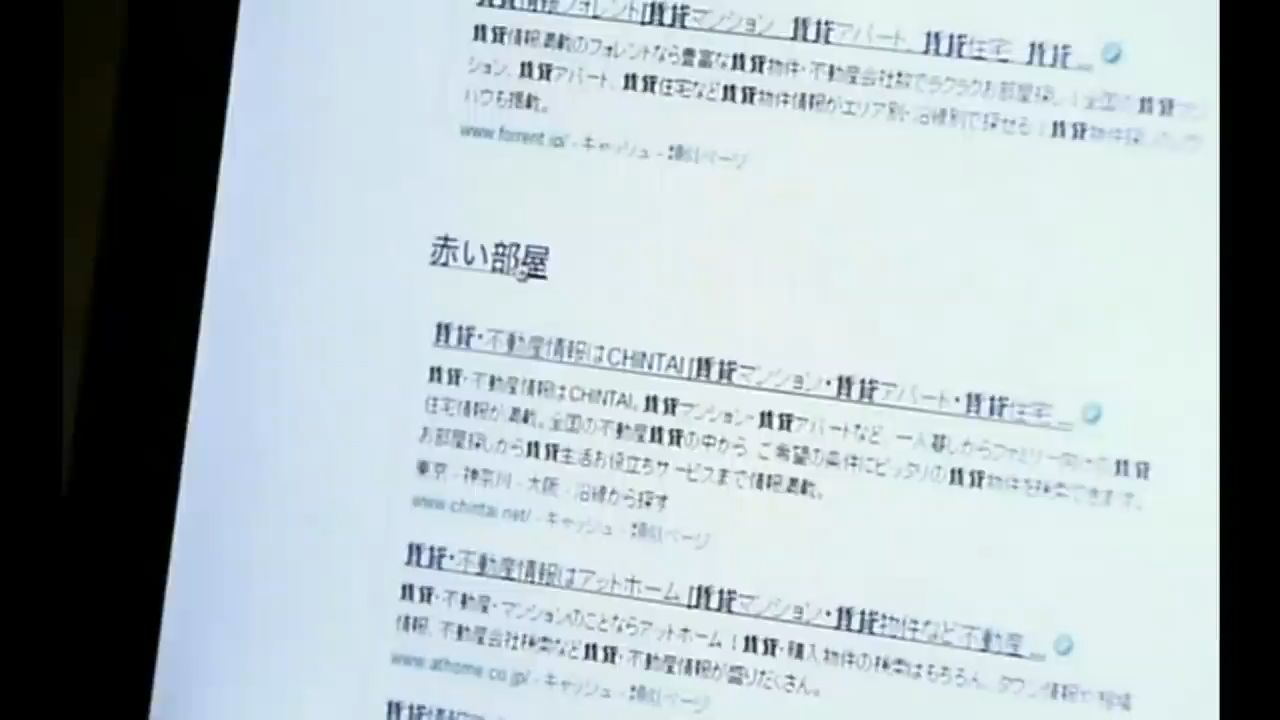 賃貸情報フォレント[賃貸マンション、賃貸アパート、賃貸住宅、賃貸 ...
賃貸情報満載のフォレントなら豊富な賃貸物件・不動産会社数でラクラクお部屋探し！全国の賃貸マン
ション、賃貸アパート、賃貸住宅など賃貸物件情報がエリア別・沿線別で探せる！賃貸物件探しのノウ
ハウも掲載。
www.forrent.jp/ - キャッシュ - 類似ページ
赤い部屋
賃貸・不動産情報はCHINTAI[賃貸マンション・賃貸アパート・賃貸住宅 ...
賃貸・不動産情報はCHINTAI。賃貸マンション・賃貸アパートなど、一人暮しからファミリー向けの賃貸
住宅情報が満載。全国の不動産賃貸の中から、ご希望の条件にピッタリの賃貸物件を検索できます。
お部屋探しから賃貸生活お役立ちサービスまで情報満載。
東京 - 神奈川 - 大阪 - 沿線から探す
www.chintai.net/ - キャッシュ - 類似ページ
賃貸・不動産情報はアットホーム [賃貸マンション・賃貸物件など不動産 ...
賃貸・不動産・マンションのことならアットホーム！賃貸・購入物件の検索はもちろん、タウン情報や相場
情報、不動産会社検索など賃貸・不動産情報が盛りだくさん。
www.athome.co.jp/ - キャッシュ - 類似ページ
賃貸情報